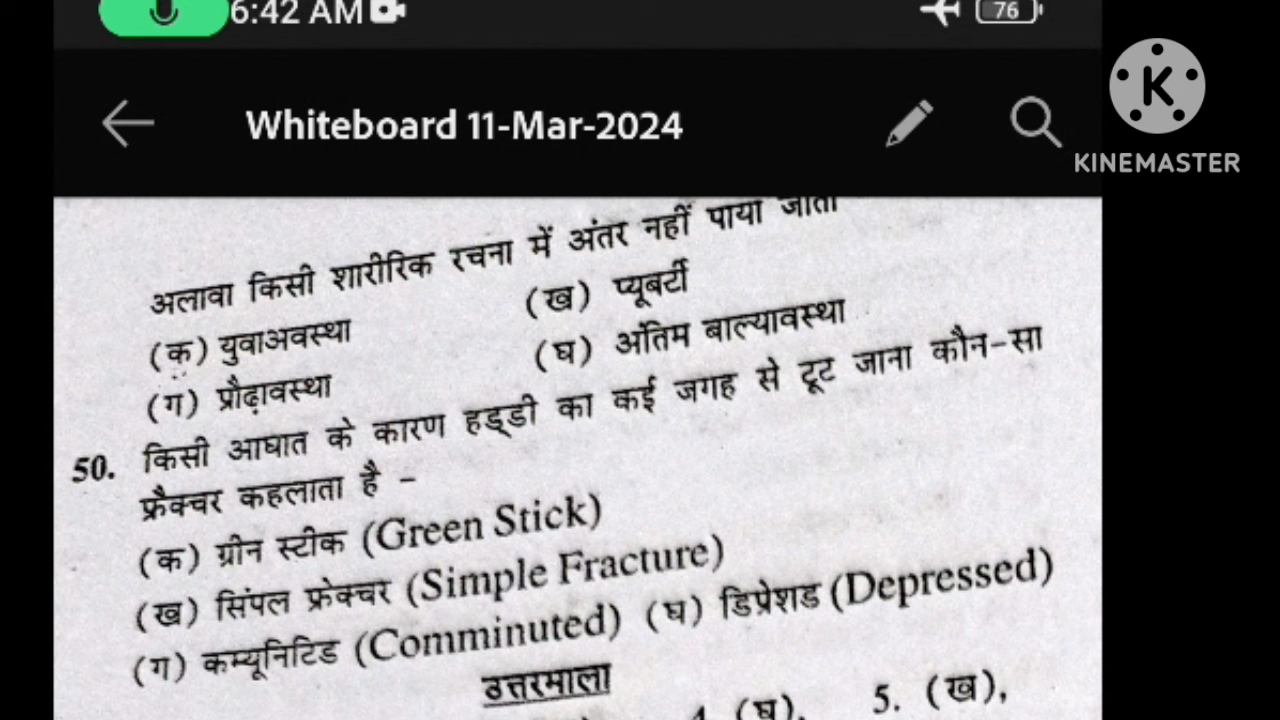 6:42 AM
76
Whiteboard 11-Mar-2024
K
KINEMASTER
अलावा किसी शारीरिक रचना में अंतर नहीं पाया जाता
(क) युवाअवस्था (ख) प्यूबर्टी
(ग) प्रौढ़ावस्था (घ) अंतिम बाल्यावस्था
50. किसी आघात के कारण हड्डी का कई जगह से टूट जाना कौन-सा
फ्रैक्चर कहलाता है -
(क) ग्रीन स्टीक (Green Stick)
(ख) सिंपल फ्रेक्चर (Simple Fracture)
(ग) कम्यूनिटिड (Comminuted) (घ) डिप्रेशड (Depressed)
उत्तरमाला
4. (घ), 5. (ख),